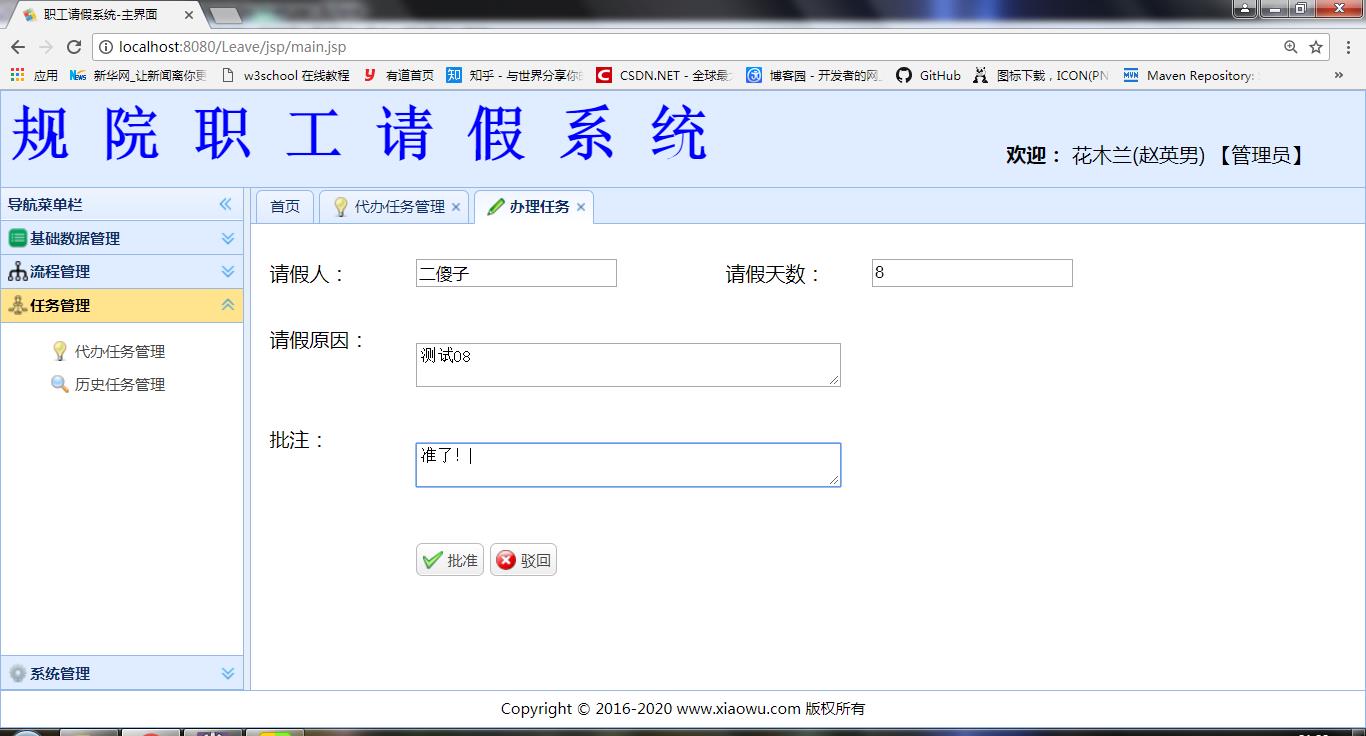 职工请假系统-主界面
localhost:8080/Leave/jsp/main.jsp
应用 新华网_让新闻离你更 w3school 在线教程 有道首页 知乎 - 与世界分享你 CSDN.NET - 全球最 博客园 - 开发者的网 GitHub 图标下载，ICON(PN Maven Repository:
规院职工请假系统
欢迎： 花木兰(赵英男) 【管理员】
导航菜单栏
首页 代办任务管理 办理任务
基础数据管理
流程管理
任务管理
代办任务管理
历史任务管理
系统管理
请假人： 二傻子 请假天数： 8
请假原因： 测试08
批注： 准了!
批准 驳回
Copyright © 2016-2020 www.xiaowu.com 版权所有